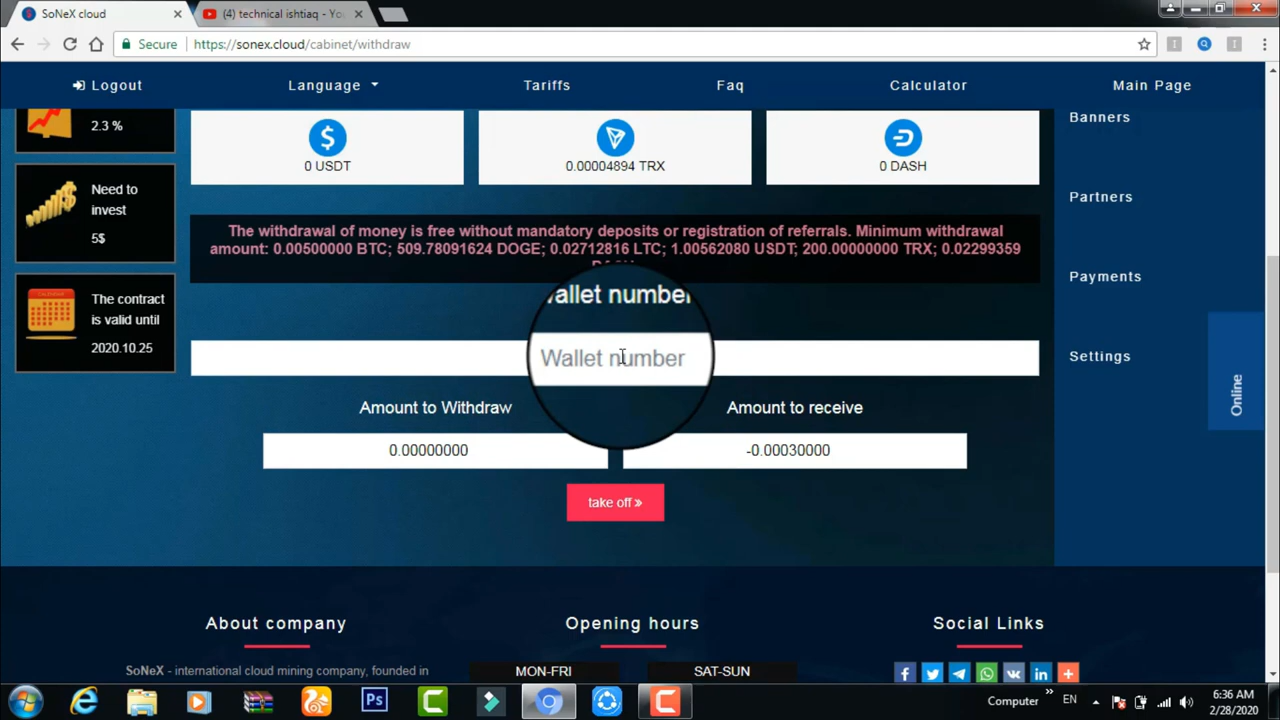 SoNeX cloud
(4) technical ishtiaq - Yo
Secure
https://sonex.cloud/cabinet/withdraw
Logout
Language
Tariffs
Faq
Calculator
Main Page
2.3 %
Need to
invest
5$
The contract
is valid until
2020.10.25
0 USDT
0.00004894 TRX
0 DASH
The withdrawal of money is free without mandatory deposits or registration of referrals. Minimum withdrawal
amount: 0.00500000 BTC; 509.78091624 DOGE; 0.02712816 LTC; 1.00562080 USDT; 200.00000000 TRX; 0.02299359
allet number
Wallet number
Amount to Withdraw
Amount to receive
0.00000000
-0.00030000
take off »
Banners
Partners
Payments
Settings
Online
About company
Opening hours
Social Links
SoNeX - international cloud mining company, founded in
MON-FRI
SAT-SUN
Ps
Computer
EN
6:36 AM
2/28/2020